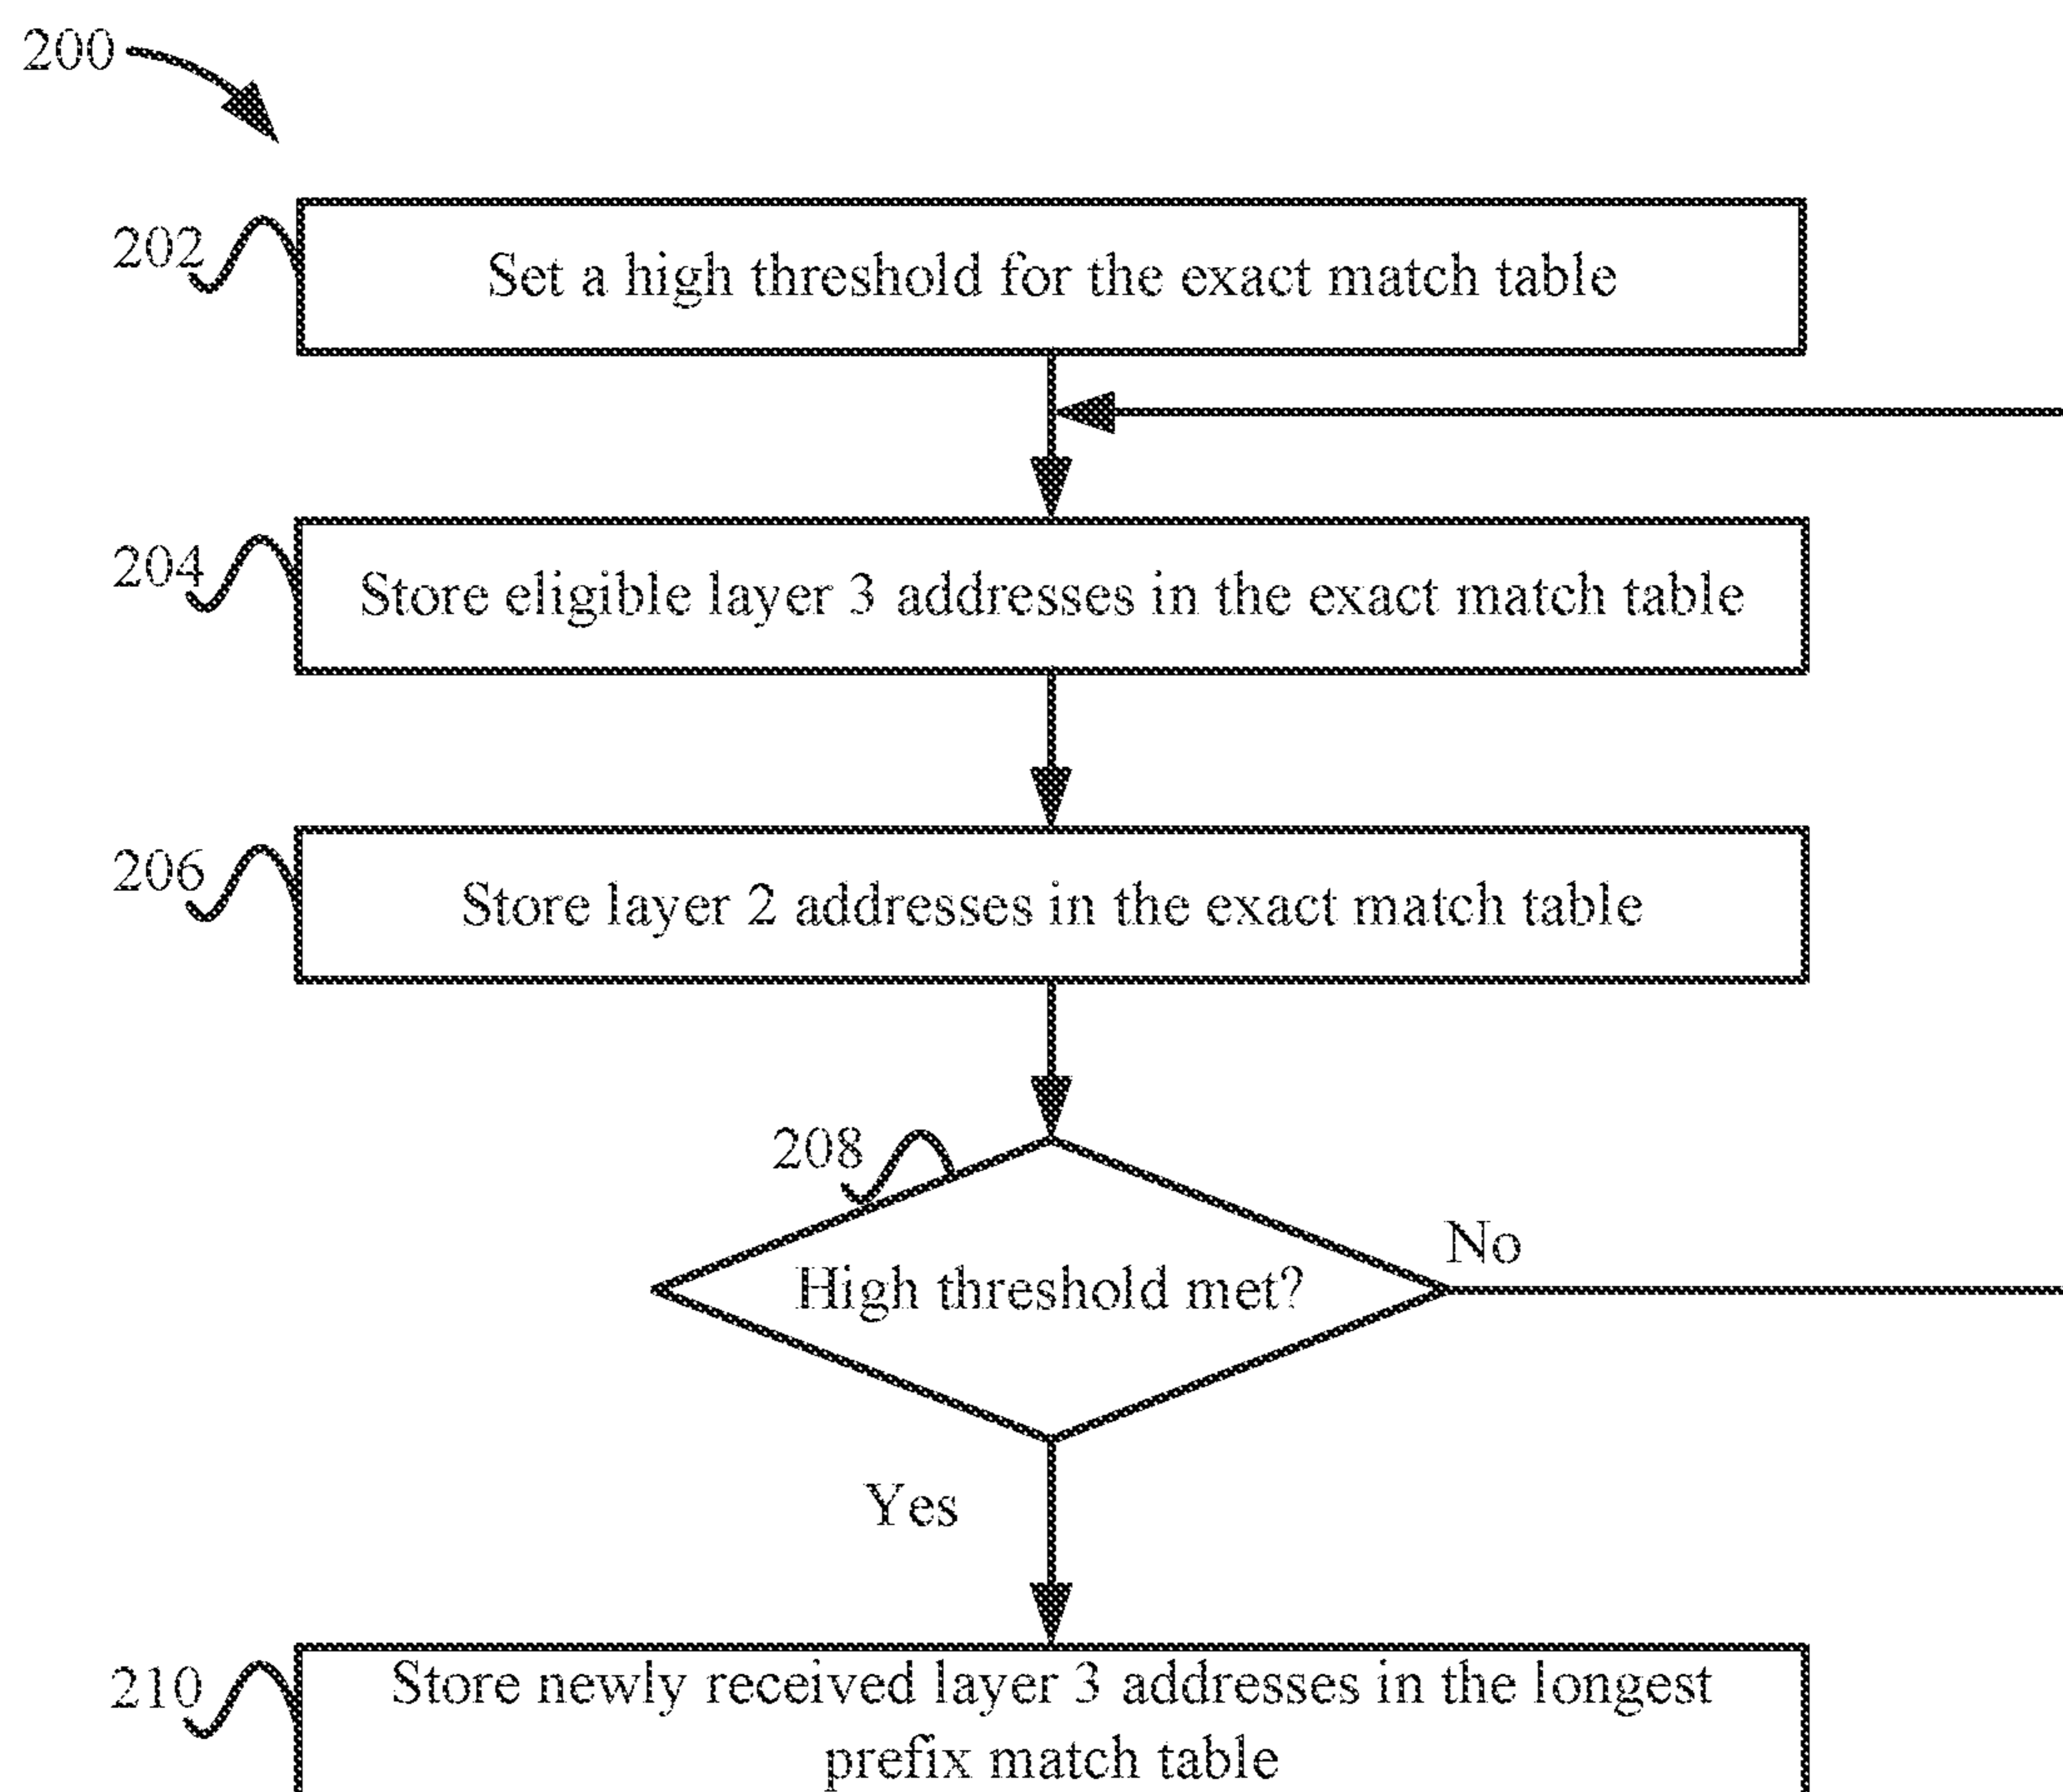 200
202
Set a high threshold for the exact match table
204
Store eligible layer 3 addresses in the exact match table
206
Store layer 2 addresses in the exact match table
208
High threshold met?
No
Yes
210
Store newly received layer 3 addresses in the longest
prefix match table